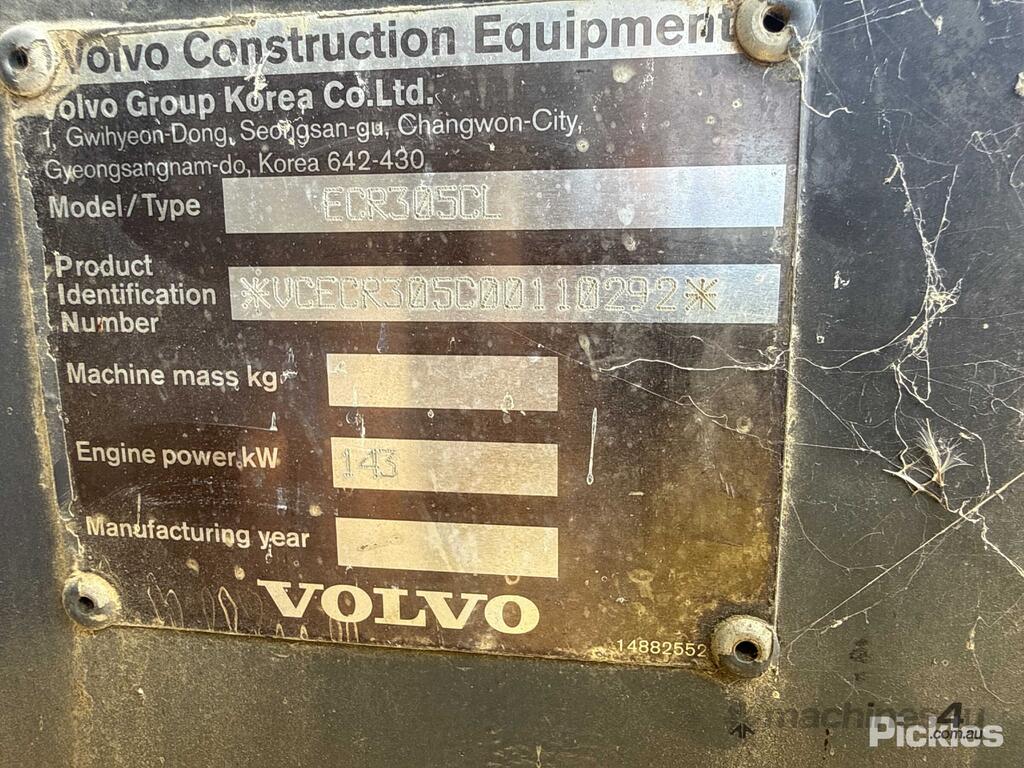 Volvo Construction Equipment
Volvo Group Korea Co.Ltd.
1, Gwihyeon-Dong, Seongsan-gu, Changwon-City,
Gyeongsangnam-do, Korea 642-430
Model/Type ECR305CL
Product
Identification
Number
*VCECR305C00110292*
Machine mass kg
Engine power kW 143
Manufacturing year
VOLVO
14882552
machines4u
.com.au
Pickles